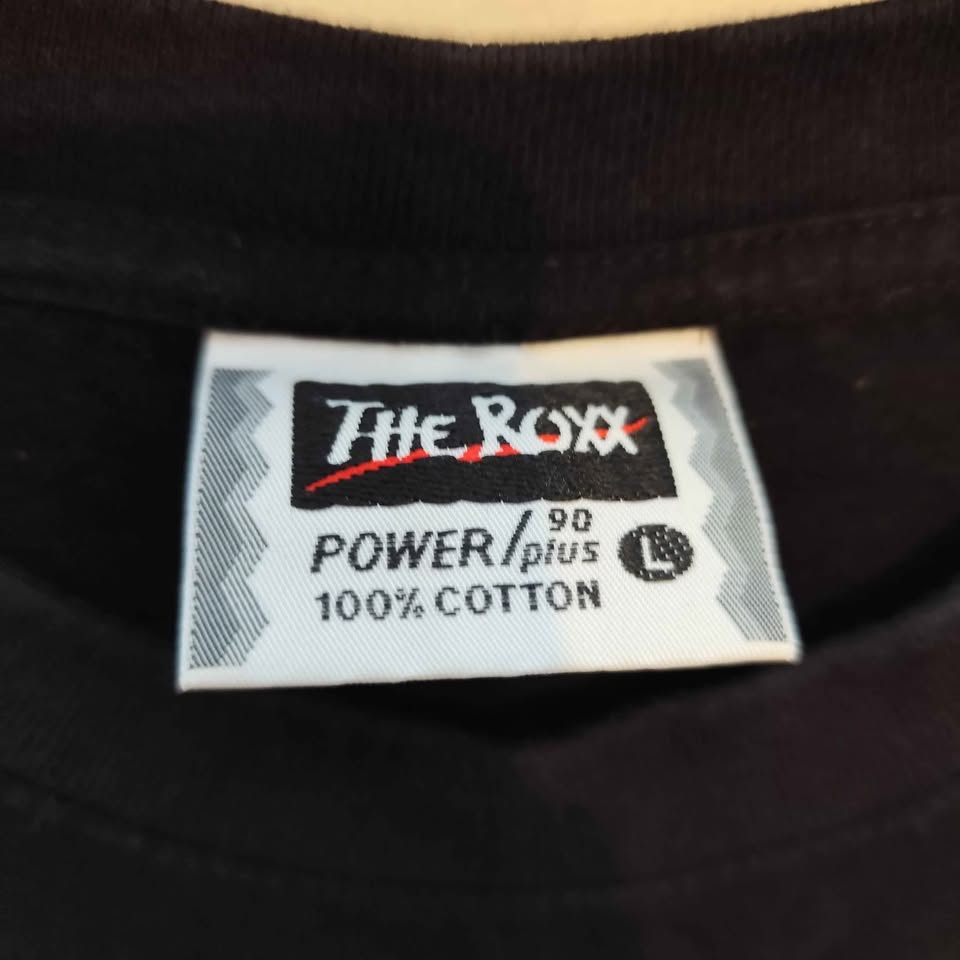 THE ROXX
POWER/90 plus L
100% COTTON